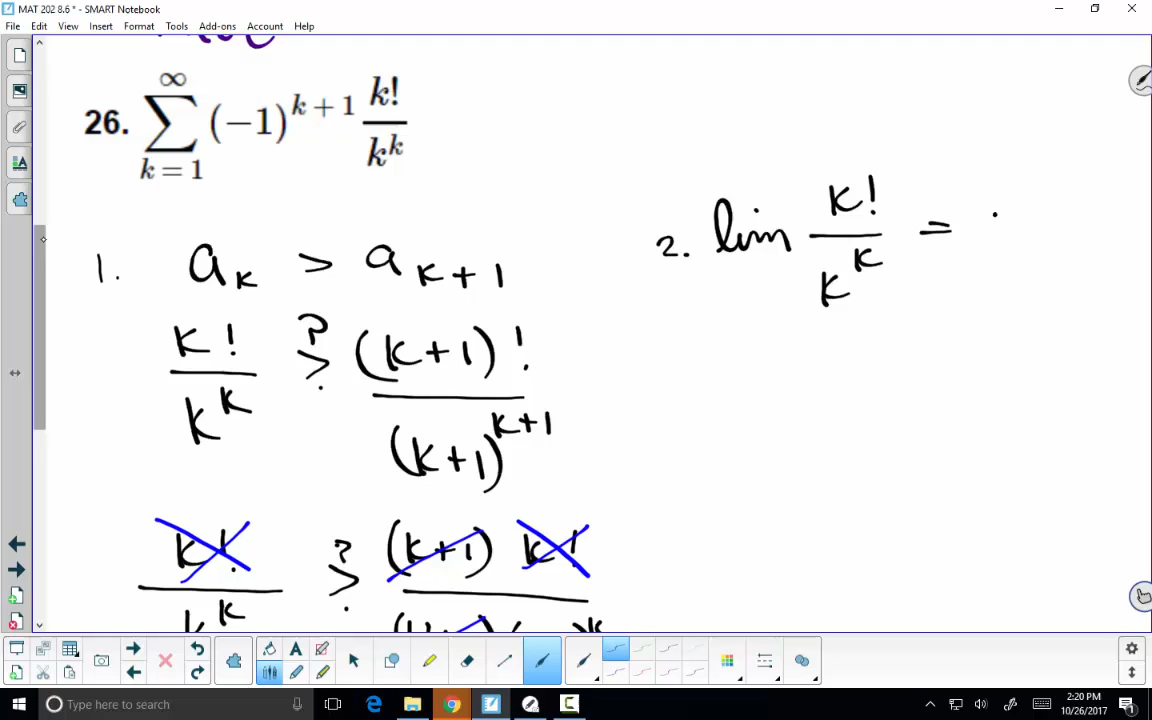 MAT 202 8.6 * - SMART Notebook
File Edit View Insert Format Tools Add-ons Account Help
26. ∞ ∑ k = 1 (−1)^{k + 1} k!/k^k
1. a_k > a_{k+1}
k!/k^k >? (k+1)!/(k+1)^{k+1}
k!/k^k >? (k+1) k!/
2. lim k!/k^k =
Type here to search
2:20 PM
10/26/2017
1